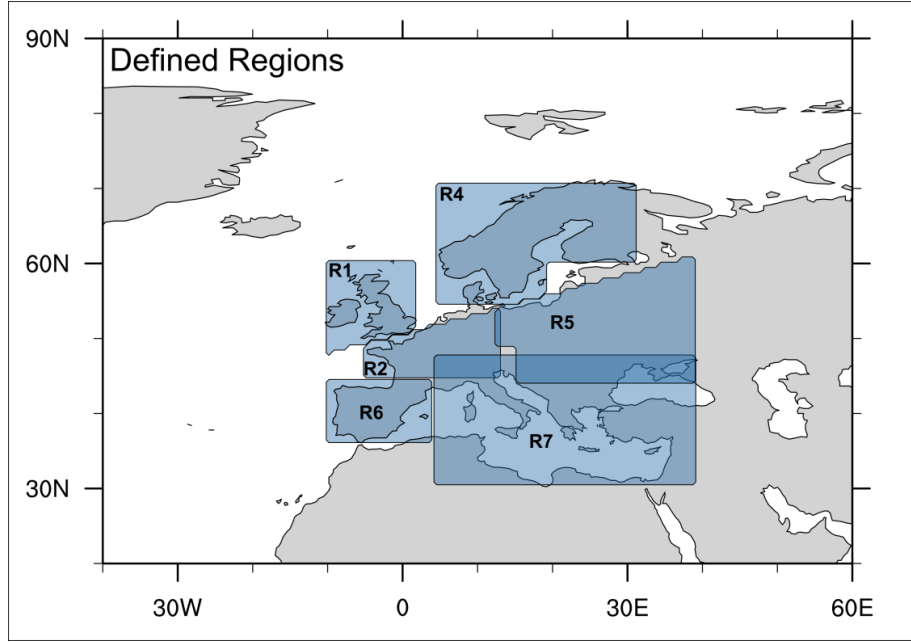 90N
Defined Regions
R4
60N
R1
R5
R2
R6
R7
30N
30W 0 30E 60E